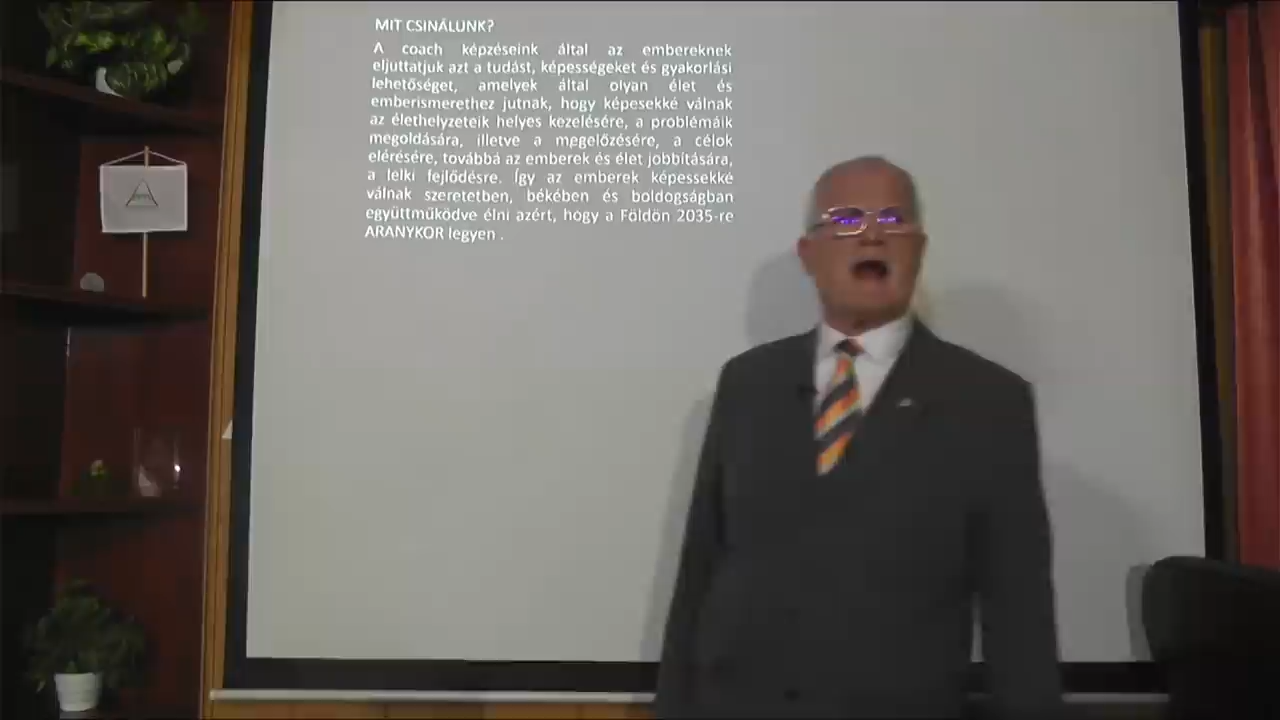 MIT CSINÁLUNK?
A coach képzéseink által az embereknek
eljuttatjuk azt a tudást, képességeket és gyakorlási
lehetőséget, amelyek által olyan élet és
emberismerethez jutnak, hogy képesekké válnak
az élethelyzeteik helyes kezelésére, a problémáik
megoldására, illetve a megelőzésére, a célok
elérésére, továbbá az emberek és élet jobbítására,
a lelki fejlődésre. Így az emberek képessekké
válnak szeretetben, békében és boldogságban
együttműködve élni azért, hogy a Földön 2035-re
ARANYKOR legyen .